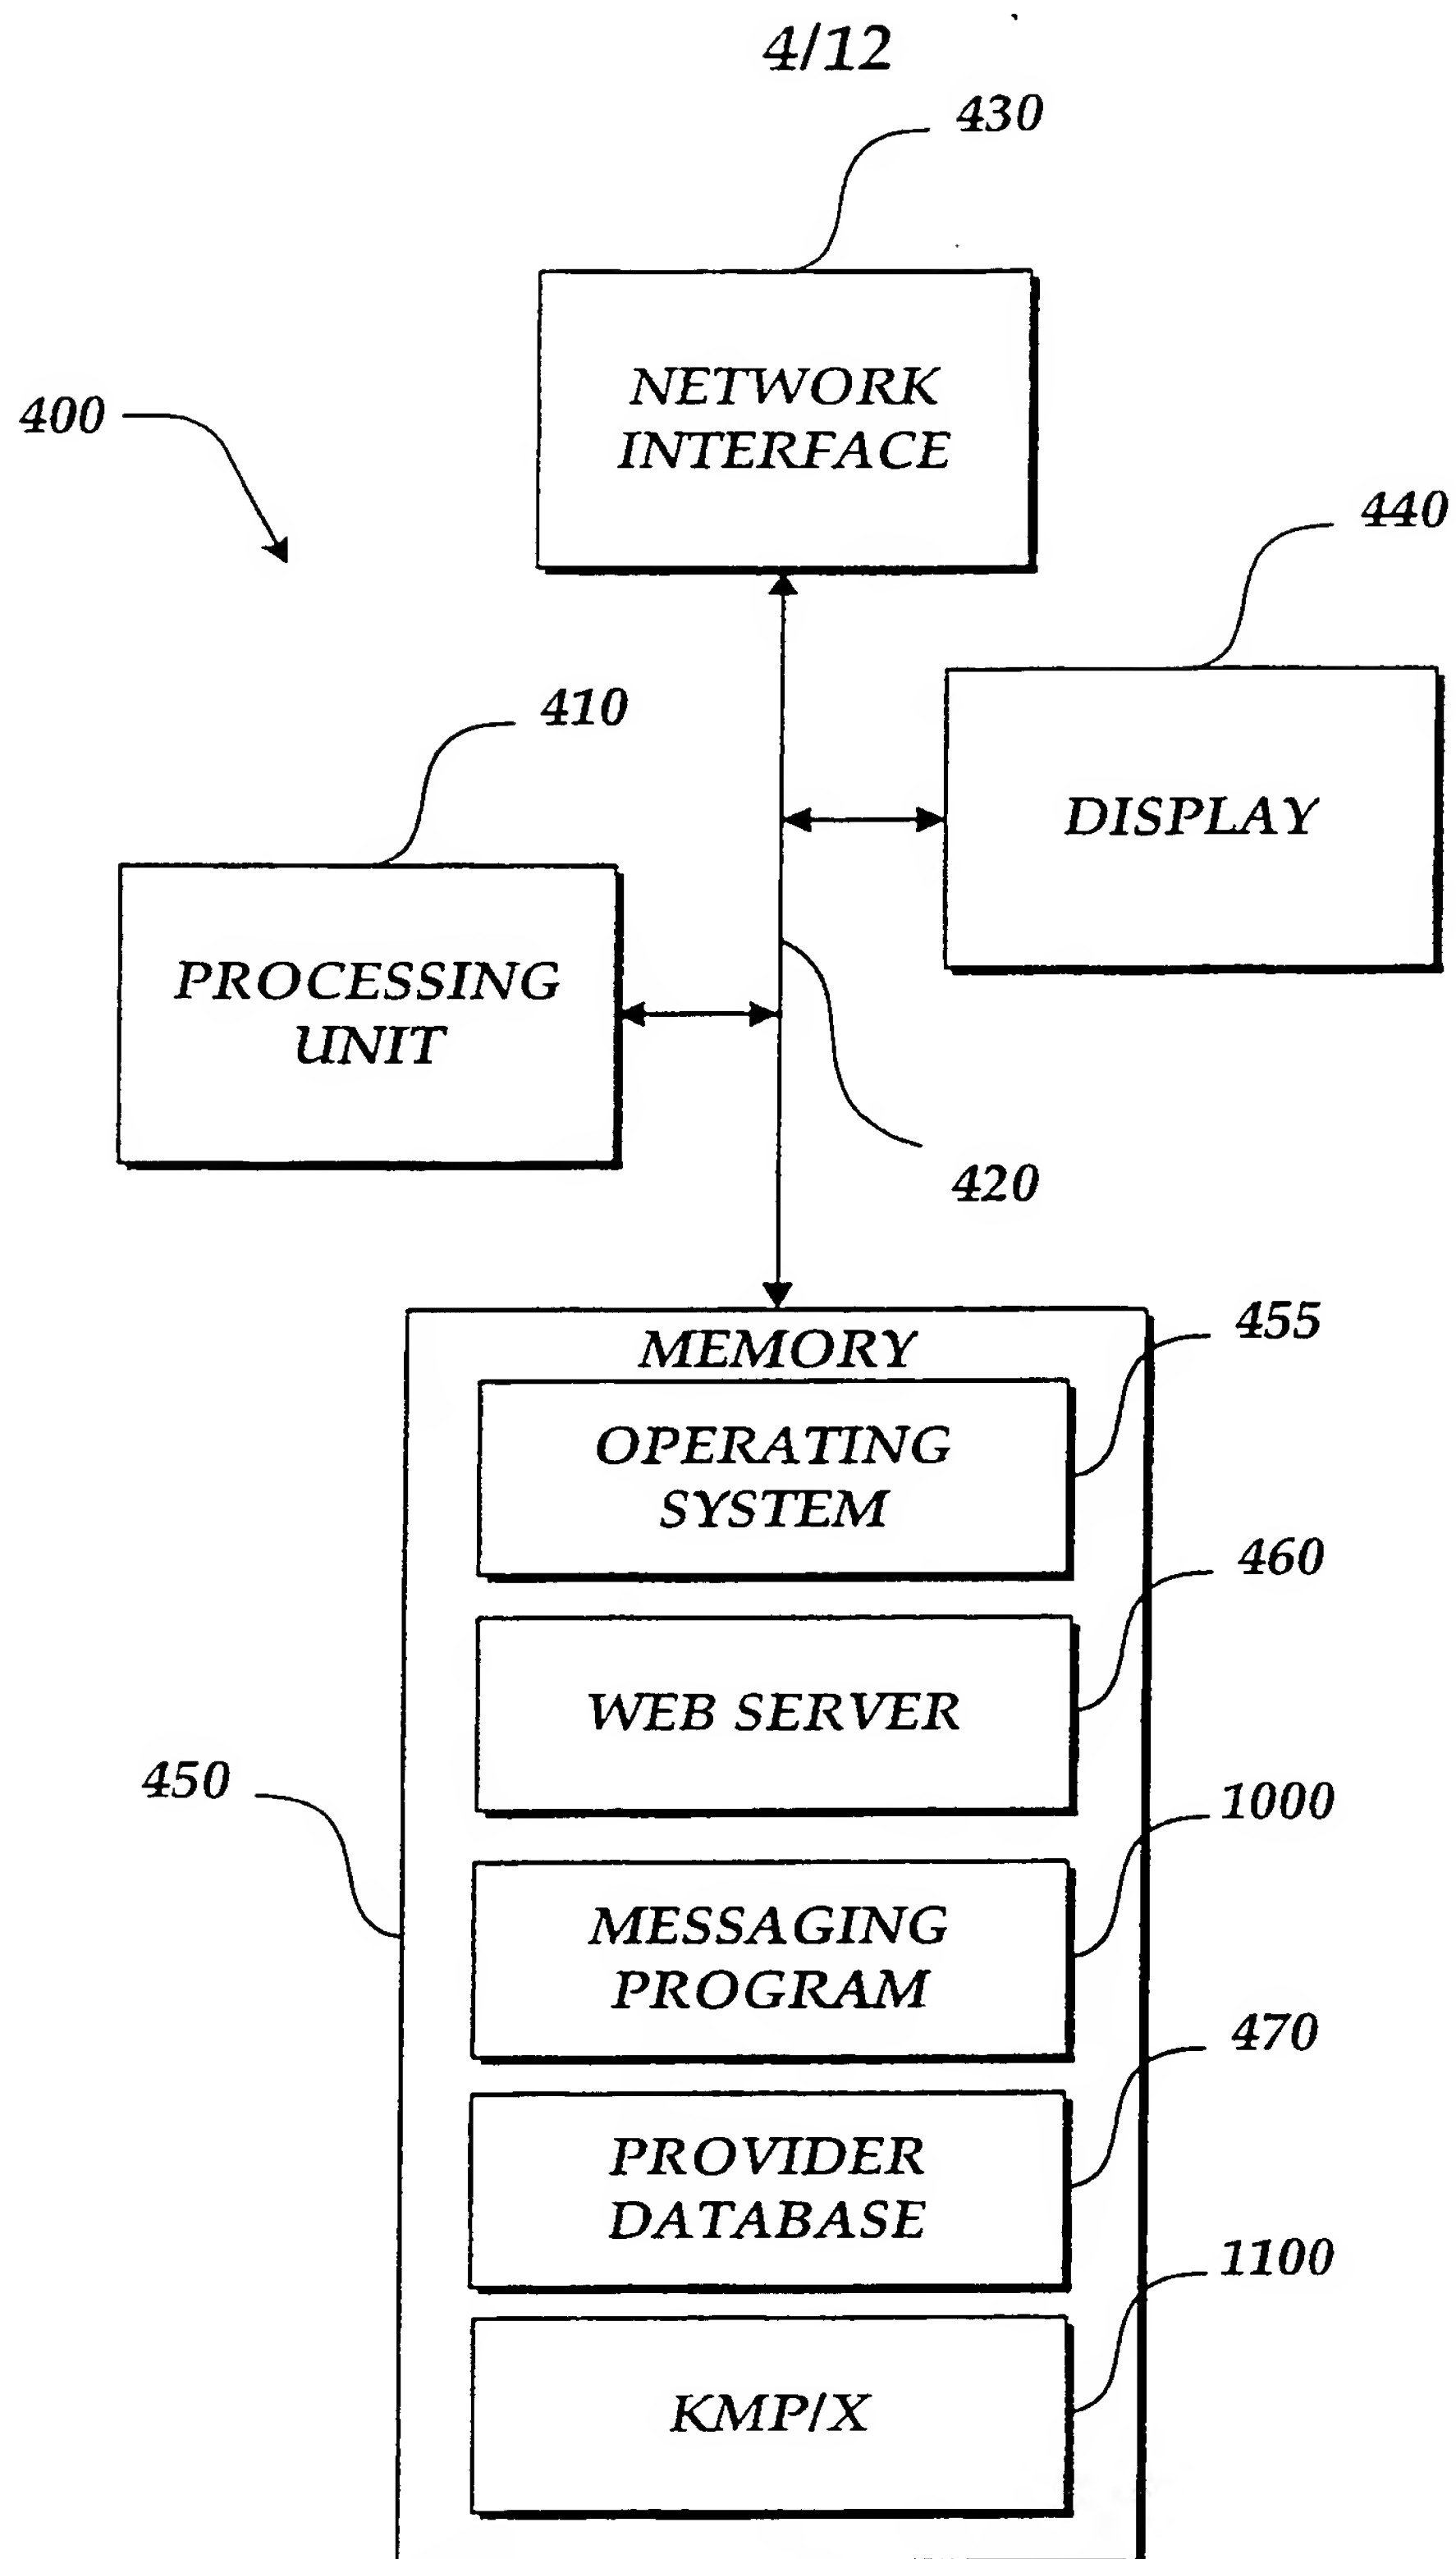 4/12
430
NETWORK
INTERFACE
400
440
DISPLAY
410
PROCESSING
UNIT
420
MEMORY
455
OPERATING
SYSTEM
460
WEB SERVER
450
1000
MESSAGING
PROGRAM
470
PROVIDER
DATABASE
1100
KMP/X